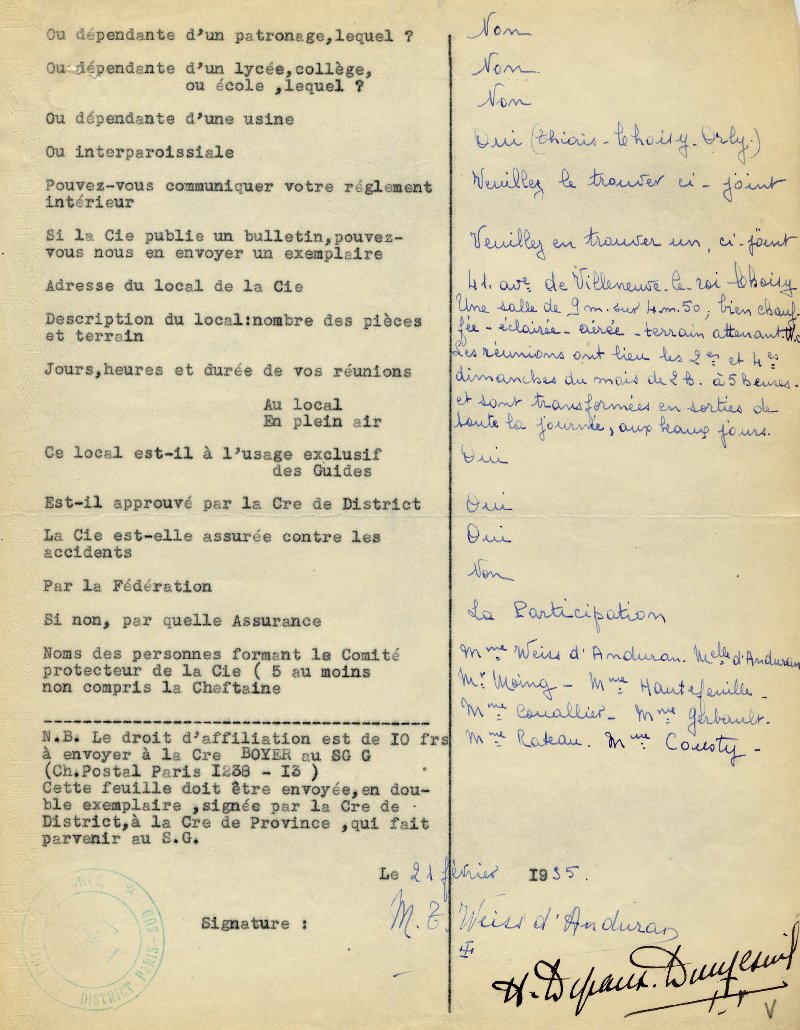 Ou dépendante d'un patronage,lequel ? Non
Ou dépendante d'un lycée,collège, Non
ou école ,lequel ?
Non
Ou dépendante d'une usine
Ou interparoissiale Oui (Thiais-Choisy-Orly.)
Pouvez-vous communiquer votre réglement Veuillez le trouver ci-joint
intérieur
Si la Cie publie un bulletin,pouvez- Veuillez en trouver un, ci-joint
vous nous en envoyer un exemplaire
Adresse du local de la Cie 41. ave. de Villeneuve-le-roi-Choisy
Une salle de 9 m. sur 4 m. 50, bien chauf-
Description du local:nombre des pièces fée - éclairée - aérée - terrain attenant.
et terrain
Les réunions ont lieu les 2es et 4es
Jours,heures et durée de vos réunions dimanches du mois de 2 h. à 5 heures-
Au local et sont transformées en sorties de
En plein air toute la journée, aux beaux jours.
Ce local est-il à l'usage exclusif Oui
des Guides
Est-il approuvé par la Cre de District Oui
La Cie est-elle assurée contre les Oui
accidents
Par la Fédération Non
Si non, par quelle Assurance La Participation
Noms des personnes formant le Comité Mme Weiss d'Anduran. Melle d'Anduran
protecteur de la Cie ( 5 au moins Mr Moing - Mme Hautefeuille -
non compris la Cheftaine Mme Couallier - Mme Gerbault.
Mme Rateau. Mme Cousty -
N.B. Le droit d'affiliation est de IO frs
à envoyer à la Cre BOYER au SG G
(Ch.Postal Paris I238 - I3 )
Cette feuille doit être envoyée,en dou-
ble exemplaire ,signée par la Cre de
District,à la Cre de Province ,qui fait
parvenir au S.G.
Le 21 février I935.
Signature : M. T. Weiss d'Anduran
DISTRICT PARIS
V